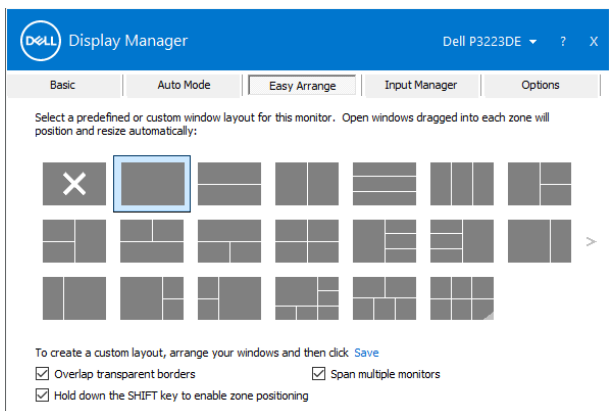 DELL Display Manager Dell P3223DE ? X
Basic Auto Mode Easy Arrange Input Manager Options
Select a predefined or custom window layout for this monitor. Open windows dragged into each zone will
position and resize automatically:
>
To create a custom layout, arrange your windows and then click Save
Overlap transparent borders Span multiple monitors
Hold down the SHIFT key to enable zone positioning